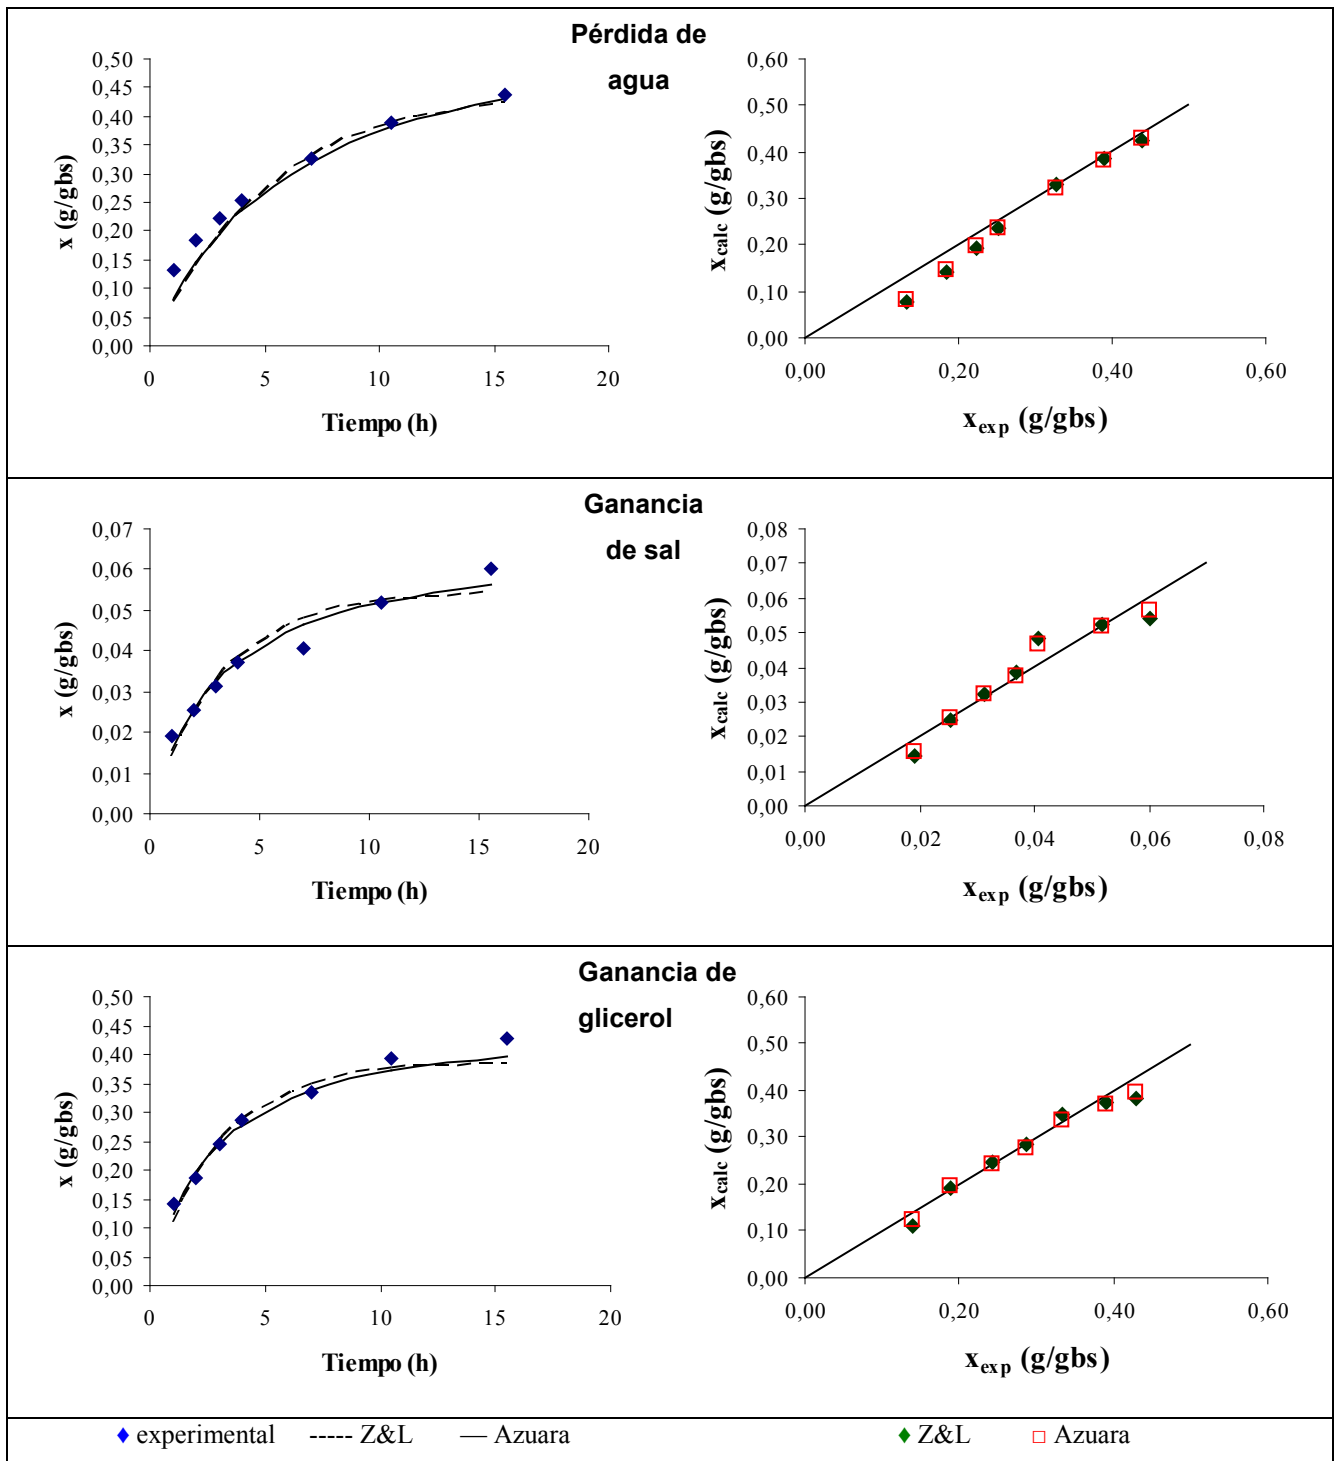 Pérdida de
agua
0,50
0,45
0,40
0,35
0,30
0,25
0,20
0,15
0,10
0,05
0,00
x (g/gbs)
0 5 10 15 20
Tiempo (h)
0,60
0,50
0,40
0,30
0,20
0,10
0,00
xcalc (g/gbs)
0,00 0,20 0,40 0,60
xexp (g/gbs)
Ganancia
de sal
0,07
0,06
0,05
0,04
0,03
0,02
0,01
0,00
x (g/gbs)
0 5 10 15 20
Tiempo (h)
0,08
0,07
0,06
0,05
0,04
0,03
0,02
0,01
0,00
xcalc (g/gbs)
0,00 0,02 0,04 0,06 0,08
xexp (g/gbs)
Ganancia de
glicerol
0,50
0,45
0,40
0,35
0,30
0,25
0,20
0,15
0,10
0,05
0,00
x (g/gbs)
0 5 10 15 20
Tiempo (h)
0,60
0,50
0,40
0,30
0,20
0,10
0,00
xcalc (g/gbs)
0,00 0,20 0,40 0,60
xexp (g/gbs)
experimental Z&L Azuara
Z&L Azuara